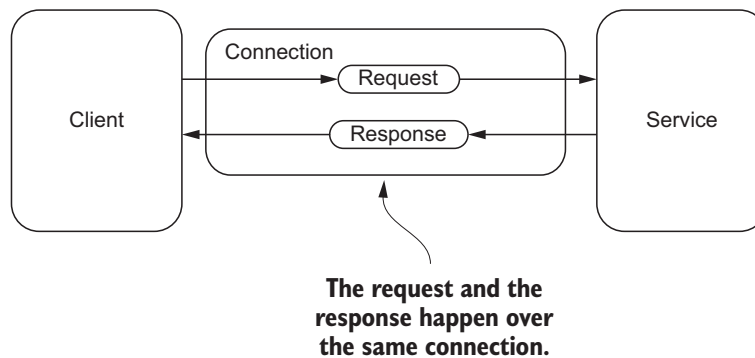 Connection
Request
Client
Service
Response
The request and the
response happen over
the same connection.